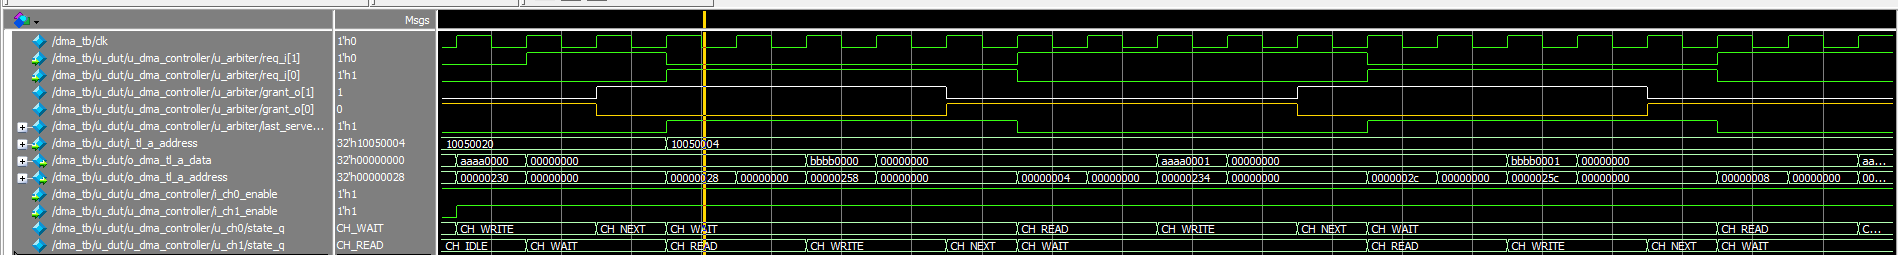 Msgs
/dma_tb/clk 1'h0
/dma_tb/u_dut/u_dma_controller/u_arbiter/req_i[1] 1'h0
/dma_tb/u_dut/u_dma_controller/u_arbiter/req_i[0] 1'h1
/dma_tb/u_dut/u_dma_controller/u_arbiter/grant_o[1] 1
/dma_tb/u_dut/u_dma_controller/u_arbiter/grant_o[0] 0
/dma_tb/u_dut/u_dma_controller/u_arbiter/last_serve... 1'h1
/dma_tb/u_dut/i_tl_a_address 32'h10050004 10050020 10050004
/dma_tb/u_dut/o_dma_tl_a_data 32'h00000000 aaaa0000 00000000 bbbb0000 00000000 aaaa0001 00000000 bbbb0001 00000000 aa...
/dma_tb/u_dut/o_dma_tl_a_address 32'h00000028 00000230 00000000 00000028 00000000 00000258 00000000 00000004 00000000 00000234 00000000 0000002c 00000000 0000025c 00000000 00000008 00000000 00...
/dma_tb/u_dut/u_dma_controller/i_ch0_enable 1'h1
/dma_tb/u_dut/u_dma_controller/i_ch1_enable 1'h1
/dma_tb/u_dut/u_dma_controller/u_ch0/state_q CH_WAIT CH_WRITE CH_NEXT CH_WAIT CH_READ CH_WRITE CH_NEXT CH_WAIT CH_READ C...
/dma_tb/u_dut/u_dma_controller/u_ch1/state_q CH_READ CH_IDLE CH_WAIT CH_READ CH_WRITE CH_NEXT CH_WAIT CH_READ CH_WRITE CH_NEXT CH_WAIT